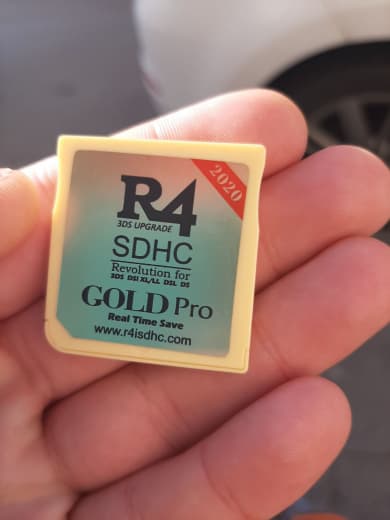 2020
R4
3DS UPGRADE
SDHC
Revolution for
3DS DSI XL/LL DSL DS
GOLD Pro
Real Time Save
www.r4isdhc.com